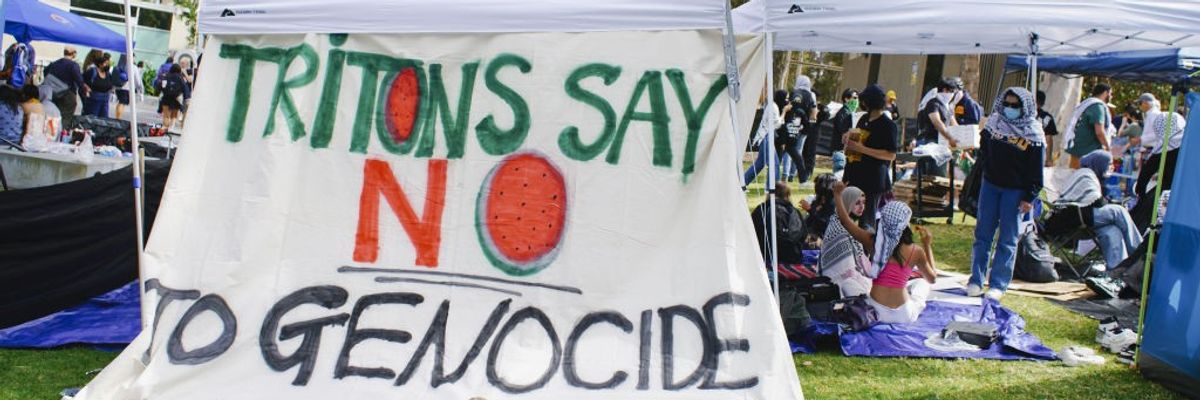 TRITONS SAY
NO
TO GENOCIDE